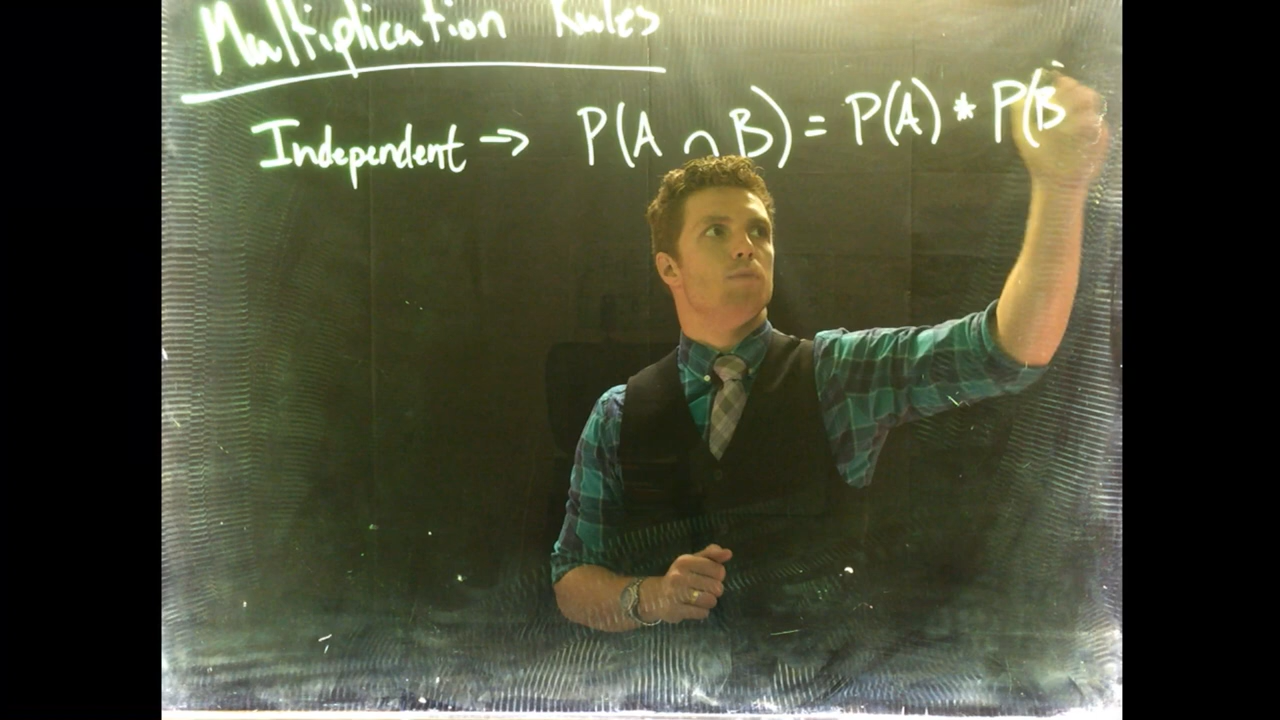 Multiplication Rules
Independent → P(A ∩ B) = P(A) * P(B